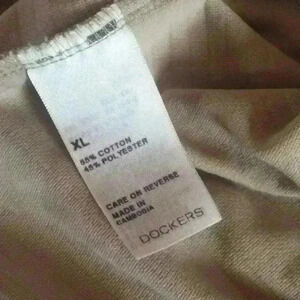 XL
55% COTTON
45% POLYESTER
CARE ON REVERSE
MADE IN
CAMBODIA
DOCKERS